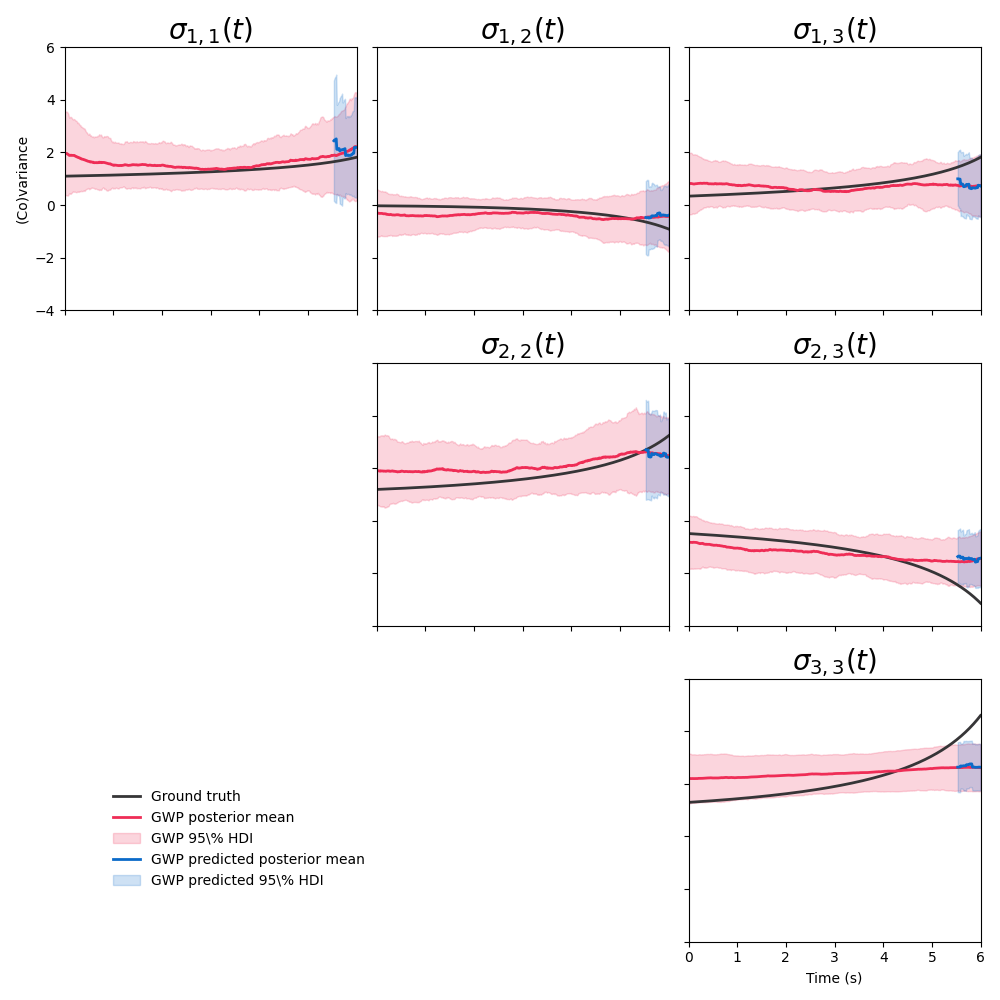 σ₁,₁(t)
σ₁,₂(t)
σ₁,₃(t)
6
4
2
0
−2
−4
(Co)variance
σ₂,₂(t)
σ₂,₃(t)
σ₃,₃(t)
Ground truth
GWP posterior mean
GWP 95\% HDI
GWP predicted posterior mean
GWP predicted 95\% HDI
0 1 2 3 4 5 6
Time (s)